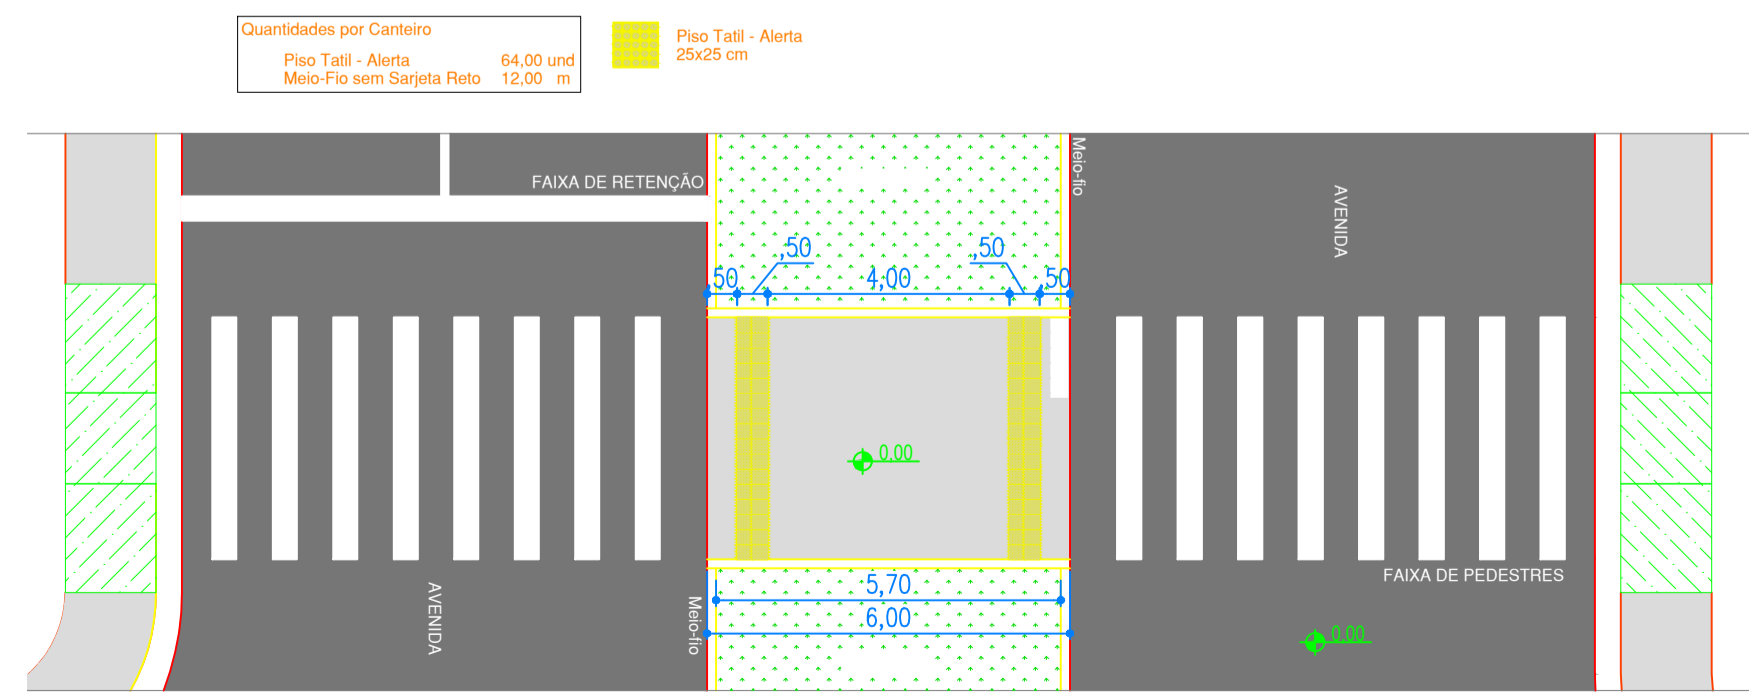 Quantidades por Canteiro
Piso Tatil - Alerta 64,00 und
Meio-Fio sem Sarjeta Reto 12,00 m
Piso Tatil - Alerta
25x25 cm
Meio-fio
FAIXA DE RETENÇÃO
AVENIDA
,50 ,50
,50 4,00 ,50
0.00
FAIXA DE PEDESTRES
AVENIDA
Meio-fio
5,70
6,00
0.00